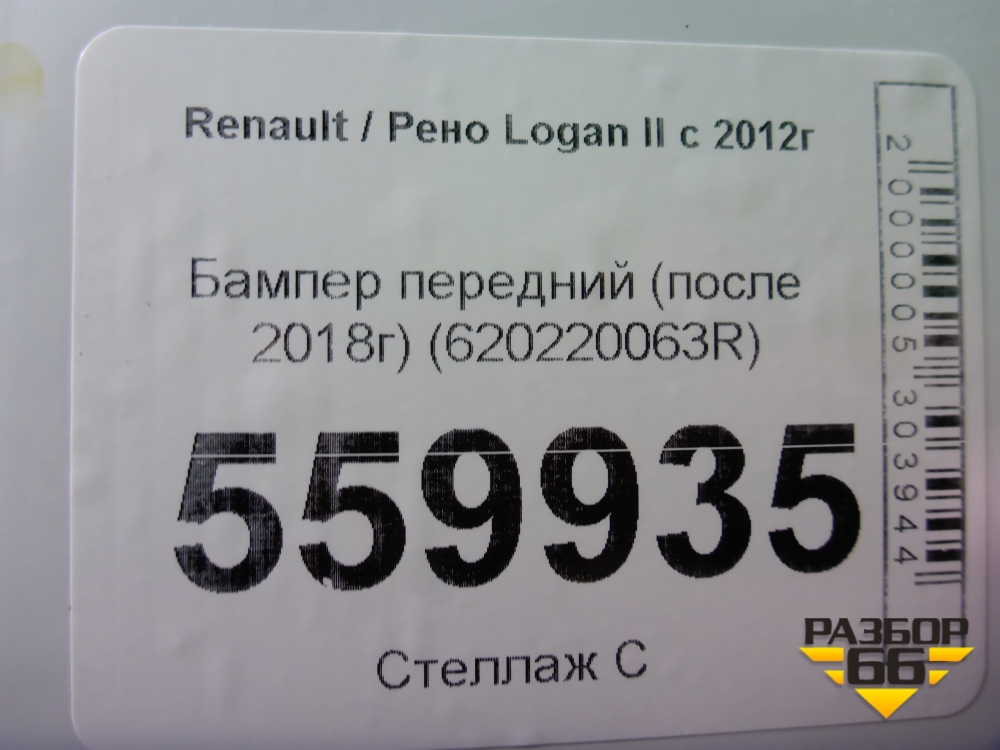 Renault / Рено Logan II с 2012г
Бампер передний (после
2018г) (620220063R)
559935
Стеллаж С
2000005303944
РАЗБОР
66